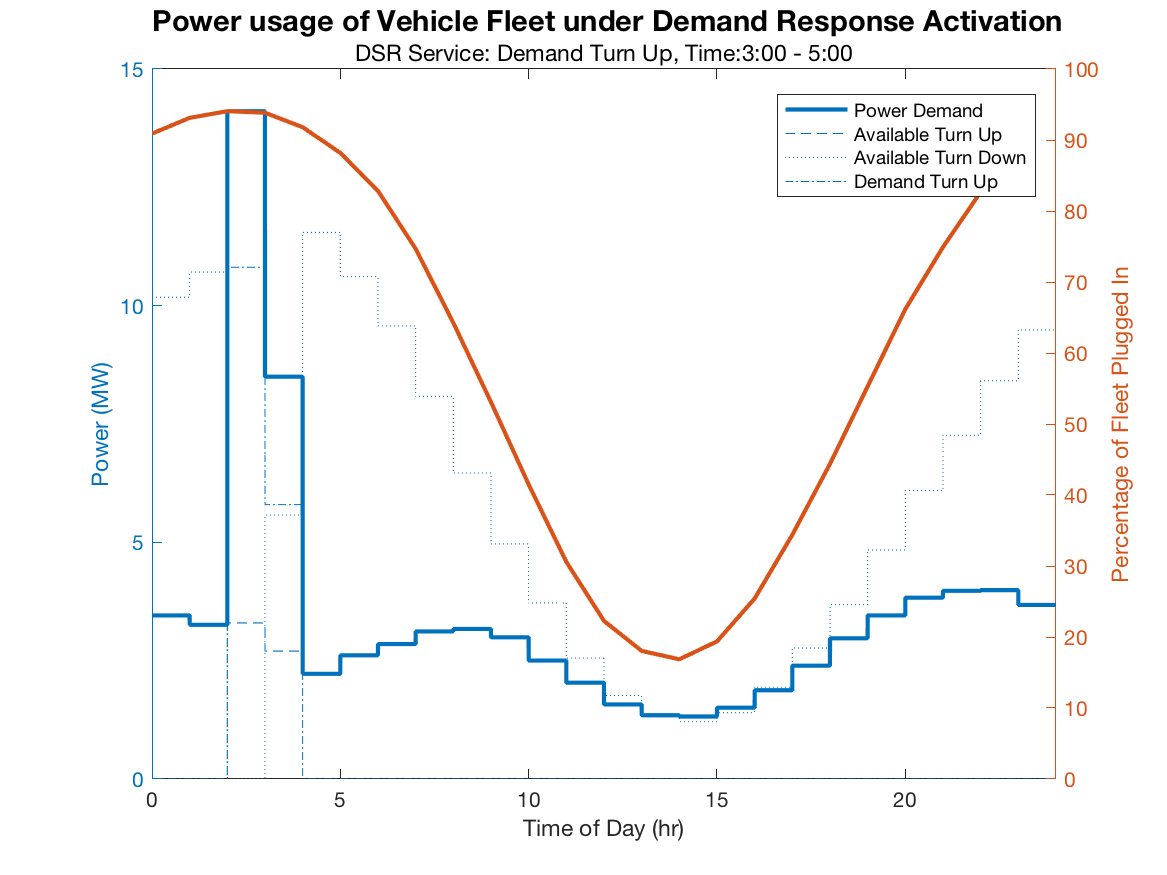 Power usage of Vehicle Fleet under Demand Response Activation
DSR Service: Demand Turn Up, Time:3:00 - 5:00
15
10
5
0
Power (MW)
100
90
80
70
60
50
40
30
20
10
0
Percentage of Fleet Plugged In
Power Demand
Available Turn Up
Available Turn Down
Demand Turn Up
0 5 10 15 20
Time of Day (hr)